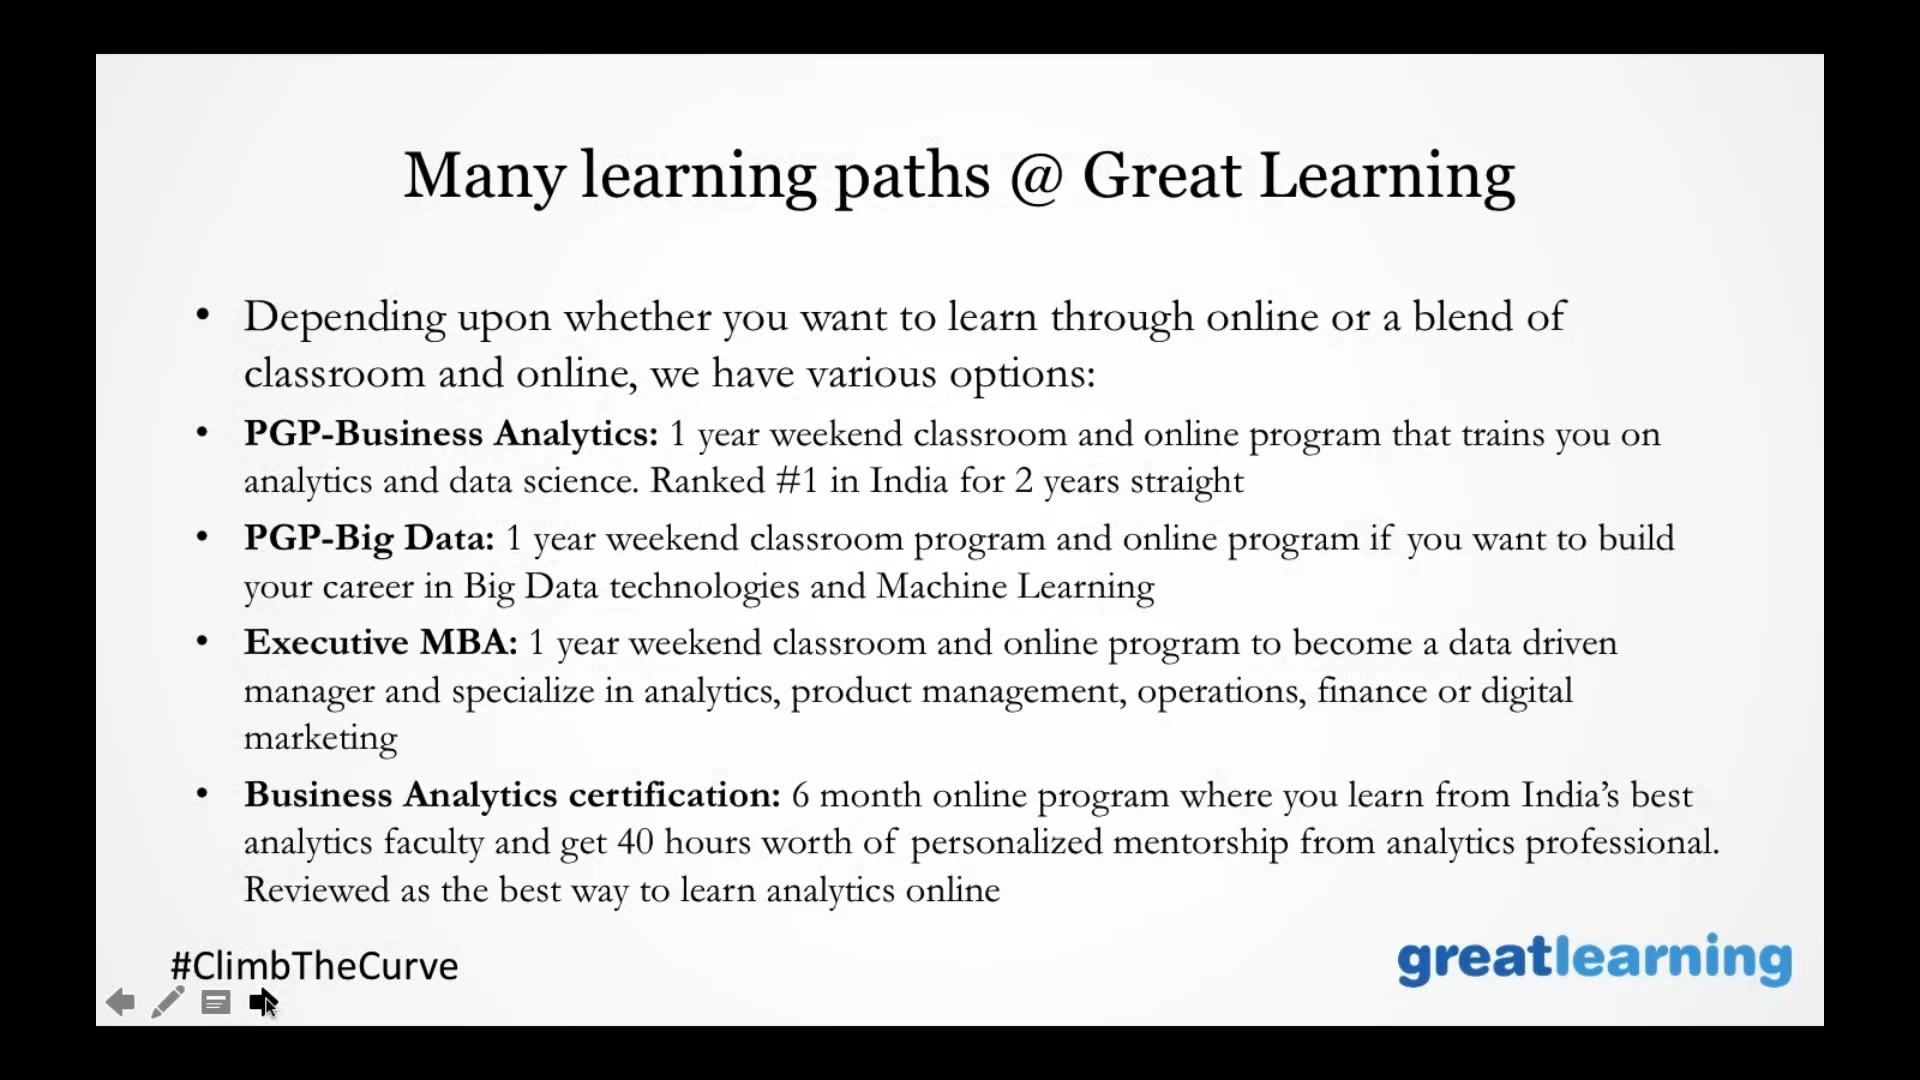 Many learning paths @ Great Learning
• Depending upon whether you want to learn through online or a blend of
classroom and online, we have various options:
• PGP-Business Analytics: 1 year weekend classroom and online program that trains you on
analytics and data science. Ranked #1 in India for 2 years straight
• PGP-Big Data: 1 year weekend classroom program and online program if you want to build
your career in Big Data technologies and Machine Learning
• Executive MBA: 1 year weekend classroom and online program to become a data driven
manager and specialize in analytics, product management, operations, finance or digital
marketing
• Business Analytics certification: 6 month online program where you learn from India’s best
analytics faculty and get 40 hours worth of personalized mentorship from analytics professional.
Reviewed as the best way to learn analytics online
#ClimbTheCurve
greatlearning